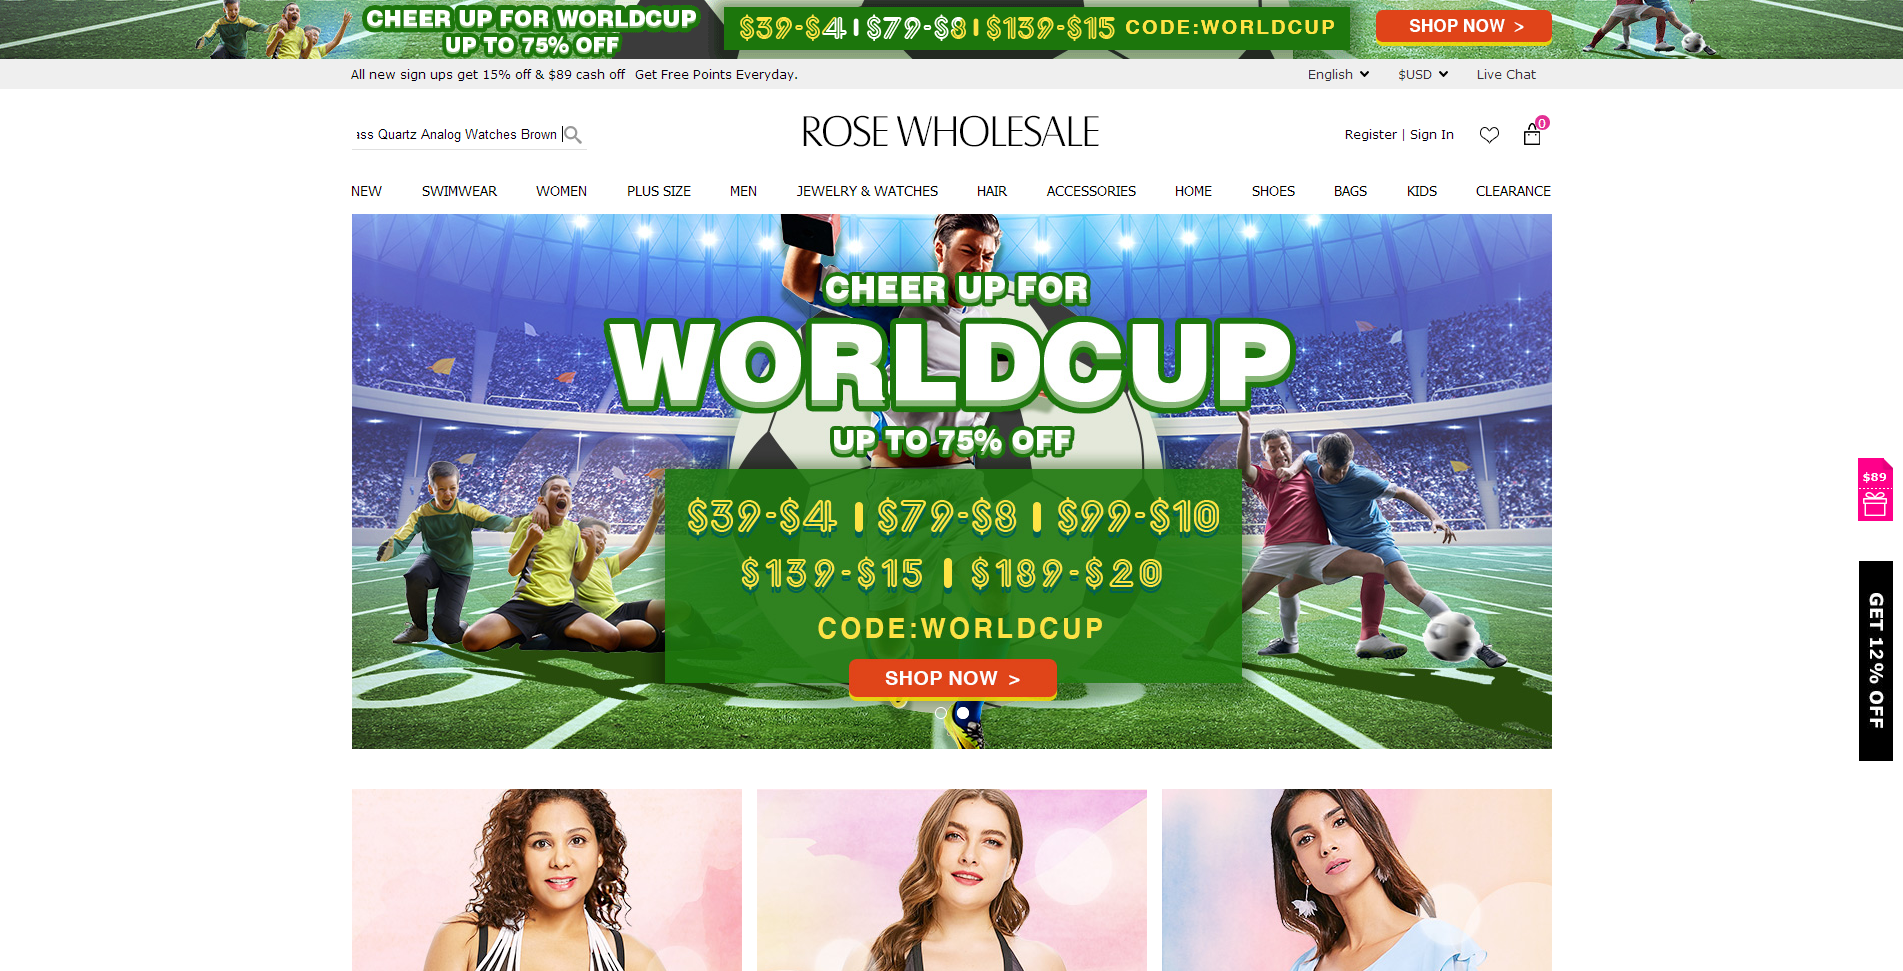 CHEER UP FOR WORLDCUP
UP TO 75% OFF
$39-$4 | $79-$8 | $139-$15 CODE:WORLDCUP
SHOP NOW >
All new sign ups get 15% off & $89 cash off Get Free Points Everyday.
English $USD Live Chat
Quartz Analog Watches Brown
ROSE WHOLESALE
Register | Sign In
0
NEW SWIMWEAR WOMEN PLUS SIZE MEN JEWELRY & WATCHES HAIR ACCESSORIES HOME SHOES BAGS KIDS CLEARANCE
CHEER UP FOR
WORLDCUP
UP TO 75% OFF
$39-$4 | $79-$8 | $99-$10
$139-$15 | $189-$20
CODE:WORLDCUP
SHOP NOW >
$89
GET 12% OFF